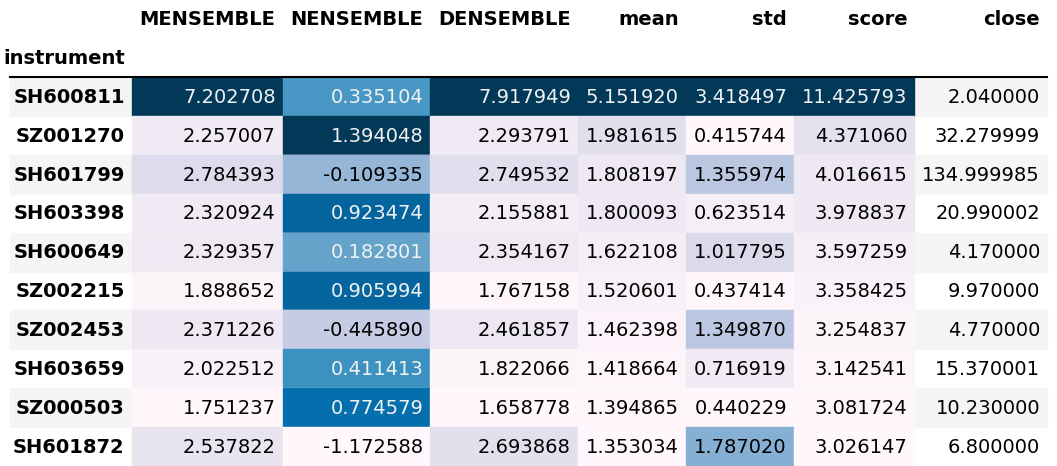 MENSEMBLE NENSEMBLE DENSEMBLE mean std score close
instrument
SH600811 7.202708 0.335104 7.917949 5.151920 3.418497 11.425793 2.040000
SZ001270 2.257007 1.394048 2.293791 1.981615 0.415744 4.371060 32.279999
SH601799 2.784393 -0.109335 2.749532 1.808197 1.355974 4.016615 134.999985
SH603398 2.320924 0.923474 2.155881 1.800093 0.623514 3.978837 20.990002
SH600649 2.329357 0.182801 2.354167 1.622108 1.017795 3.597259 4.170000
SZ002215 1.888652 0.905994 1.767158 1.520601 0.437414 3.358425 9.970000
SZ002453 2.371226 -0.445890 2.461857 1.462398 1.349870 3.254837 4.770000
SH603659 2.022512 0.411413 1.822066 1.418664 0.716919 3.142541 15.370001
SZ000503 1.751237 0.774579 1.658778 1.394865 0.440229 3.081724 10.230000
SH601872 2.537822 -1.172588 2.693868 1.353034 1.787020 3.026147 6.800000